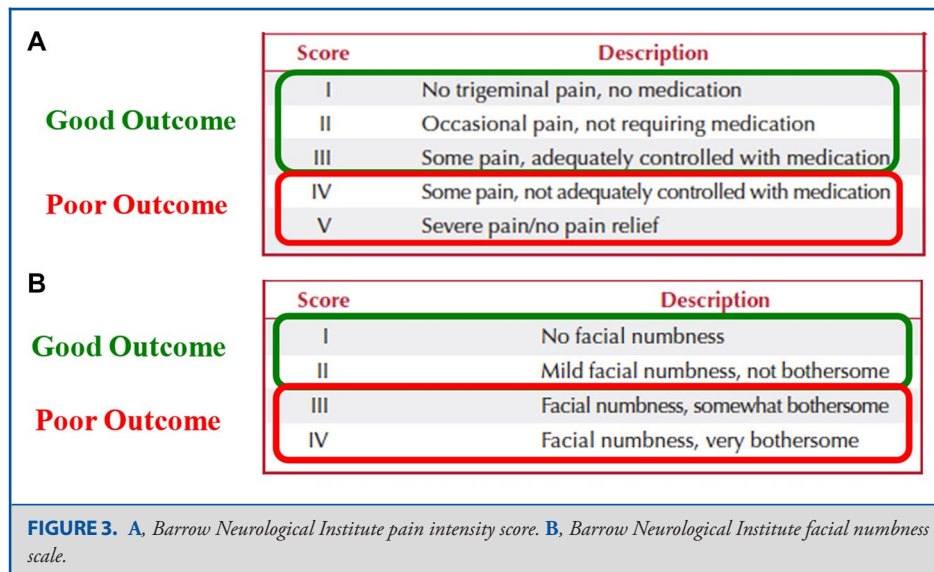 A
Score Description
Good Outcome
I No trigeminal pain, no medication
II Occasional pain, not requiring medication
III Some pain, adequately controlled with medication
Poor Outcome
IV Some pain, not adequately controlled with medication
V Severe pain/no pain relief
B
Score Description
Good Outcome
I No facial numbness
II Mild facial numbness, not bothersome
Poor Outcome
III Facial numbness, somewhat bothersome
IV Facial numbness, very bothersome
FIGURE 3. A, Barrow Neurological Institute pain intensity score. B, Barrow Neurological Institute facial numbness
scale.